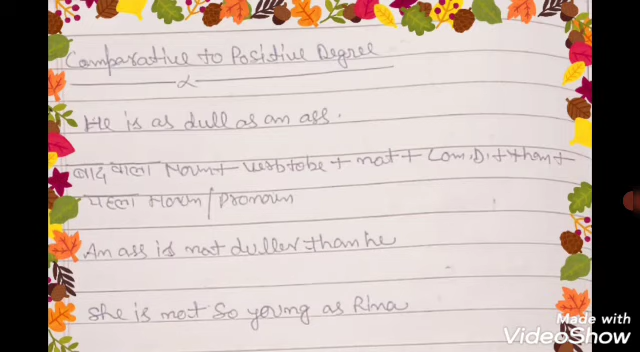 Comparative to Positive Degree
He is as dull as an ass.
बाद वाला Noun + verb to be + not + Com. D. + than +
पहला Noun / Pronoun
An ass is not duller than he
She is not so young as Rina
Made with
VideoShow